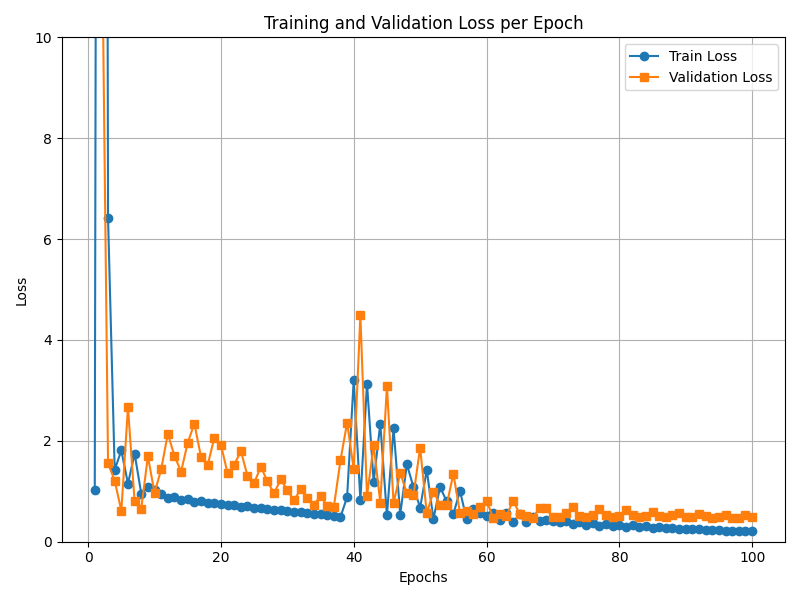 Training and Validation Loss per Epoch
Train Loss
Validation Loss
Loss
10
8
6
4
2
0
0 20 40 60 80 100
Epochs